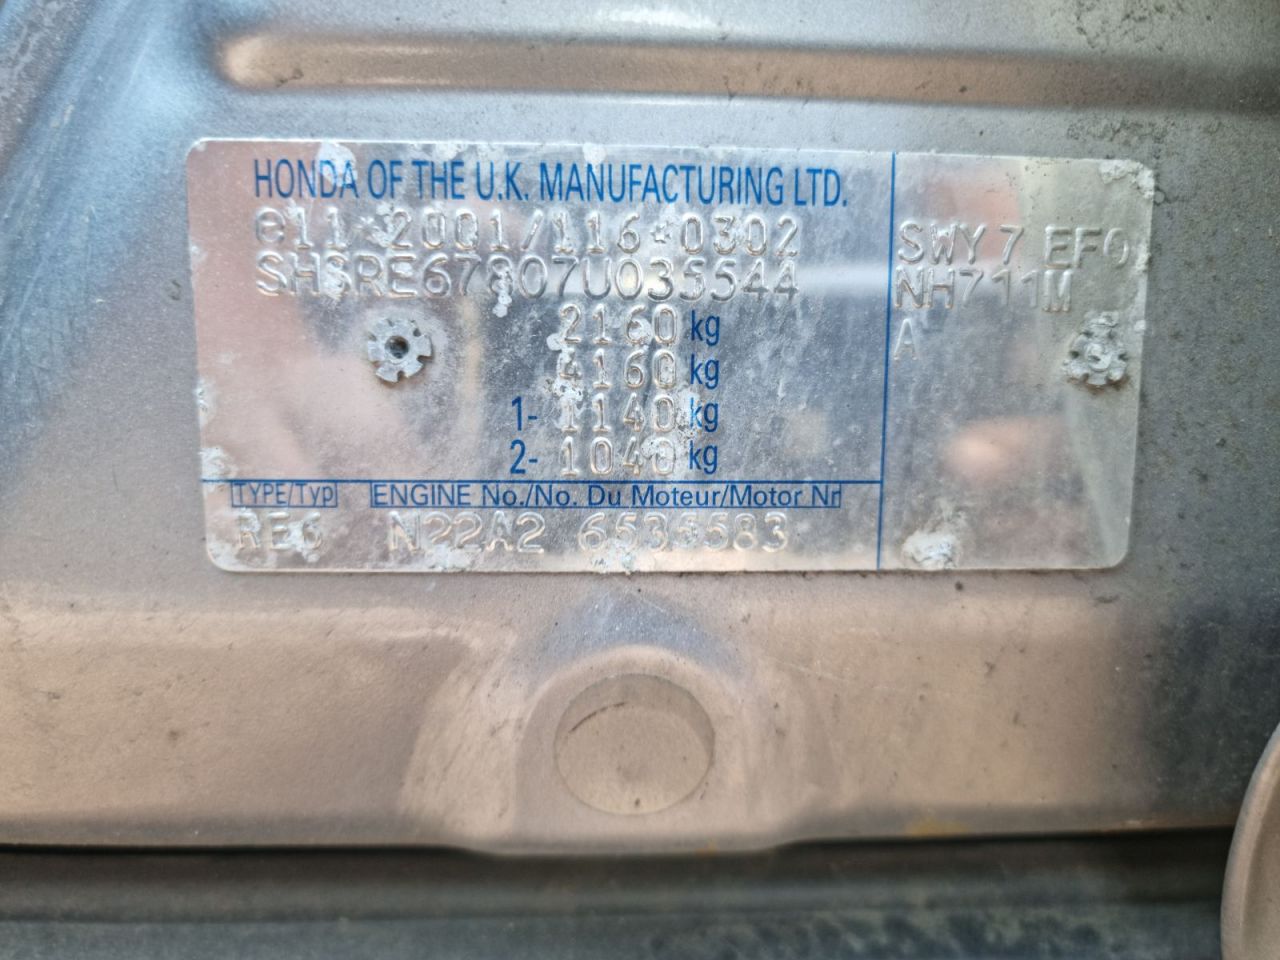 HONDA OF THE U.K. MANUFACTURING LTD.
e11*2001/116*0302
SHSRE67807U035544
2160 kg
4160 kg
1- 1140 kg
2- 1040 kg
TYPE/Typ ENGINE No./No. Du Moteur/Motor Nr
RE6 N22A2 6535583
SWY7 EF0
NH711M
A